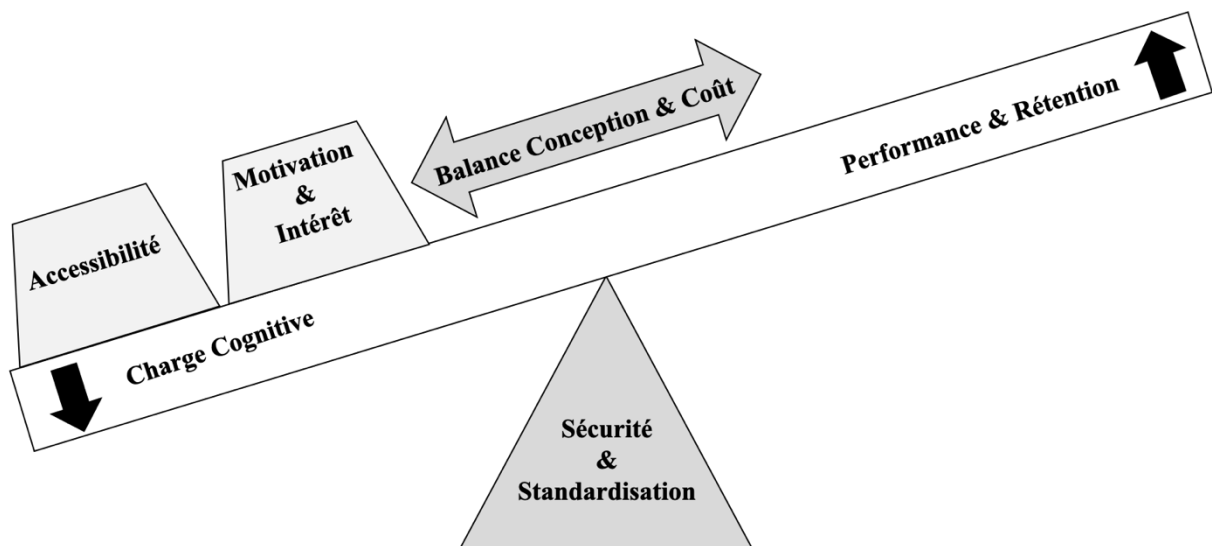 Accessibilité
Motivation
&
Intérêt
Balance Conception & Coût
Performance & Rétention
Charge Cognitive
Sécurité
&
Standardisation